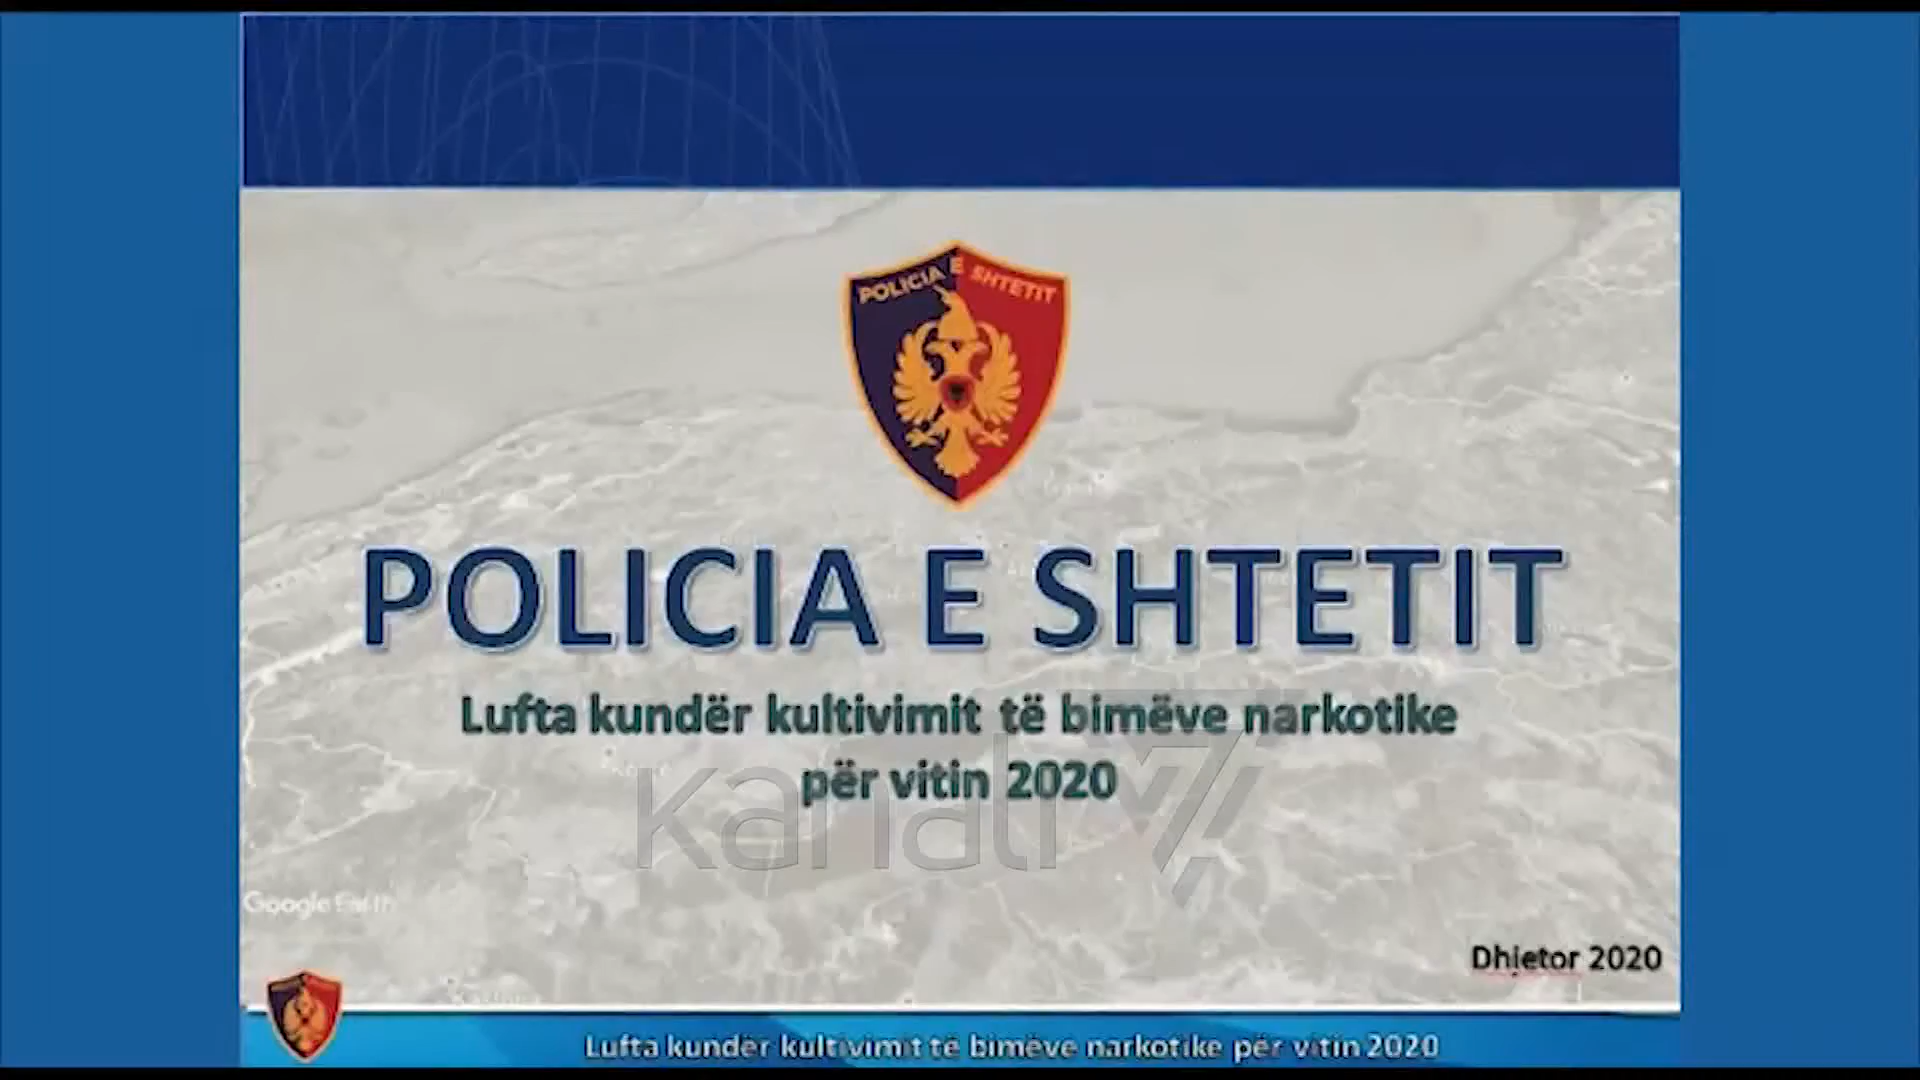 POLICIA E SHTETIT
POLICIA E SHTETIT
Lufta kundër kultivimit të bimëve narkotike
për vitin 2020
kanali 7
Google Earth
Dhjetor 2020
Lufta kundër kultivimit të bimëve narkotike për vitin 2020